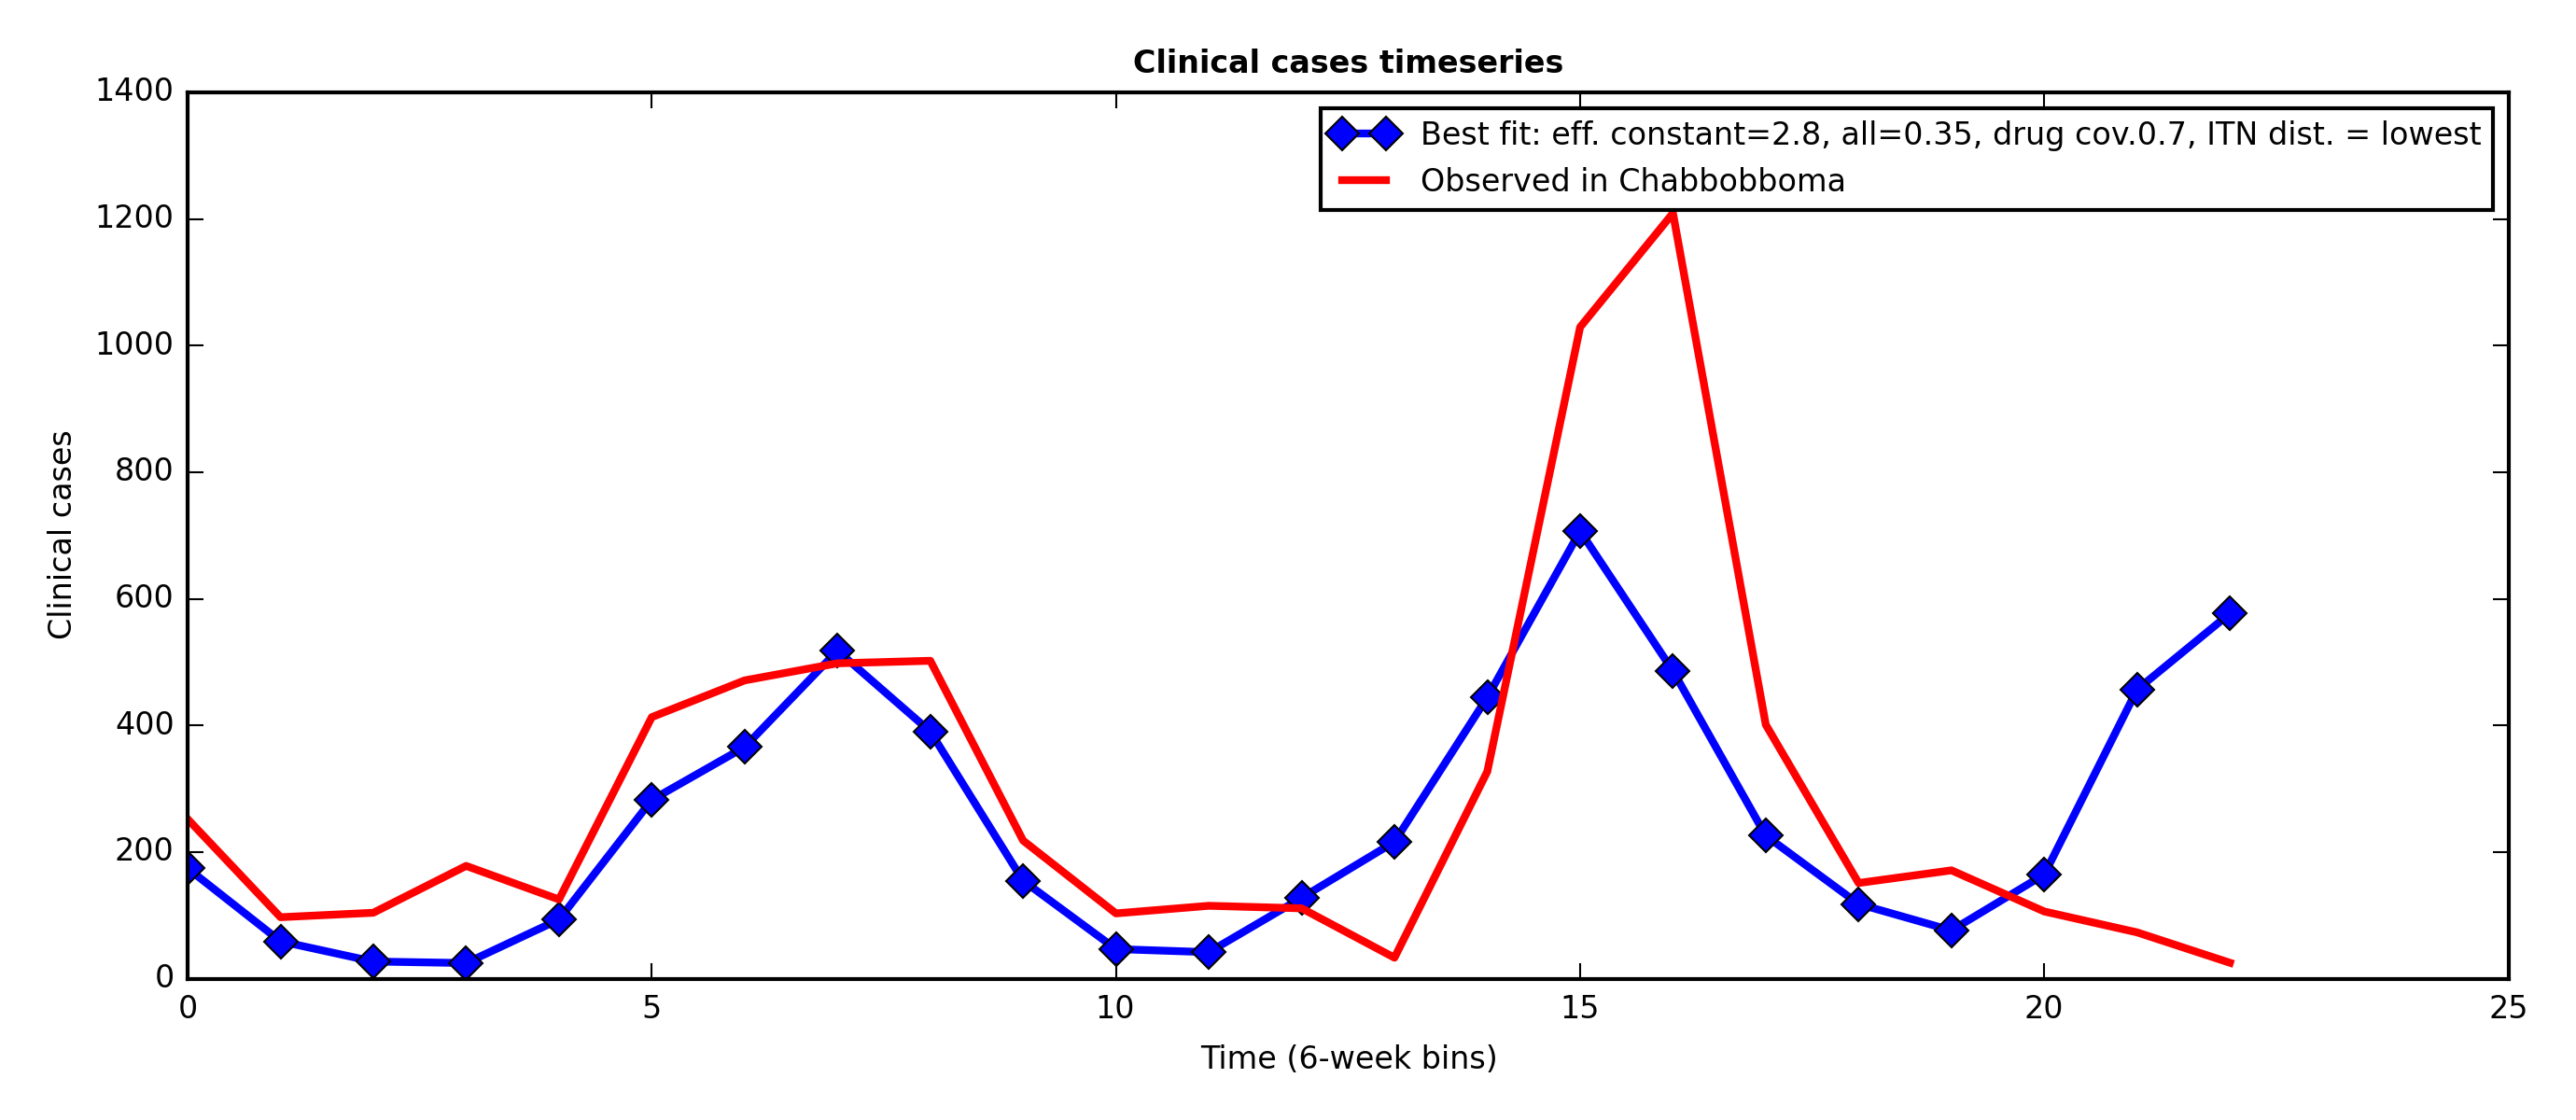 Clinical cases timeseries
1400
1200
1000
800
600
400
200
0
Clinical cases
Best fit: eff. constant=2.8, all=0.35, drug cov.0.7, ITN dist. = lowest
Observed in Chabbobboma
0 5 10 15 20 25
Time (6-week bins)